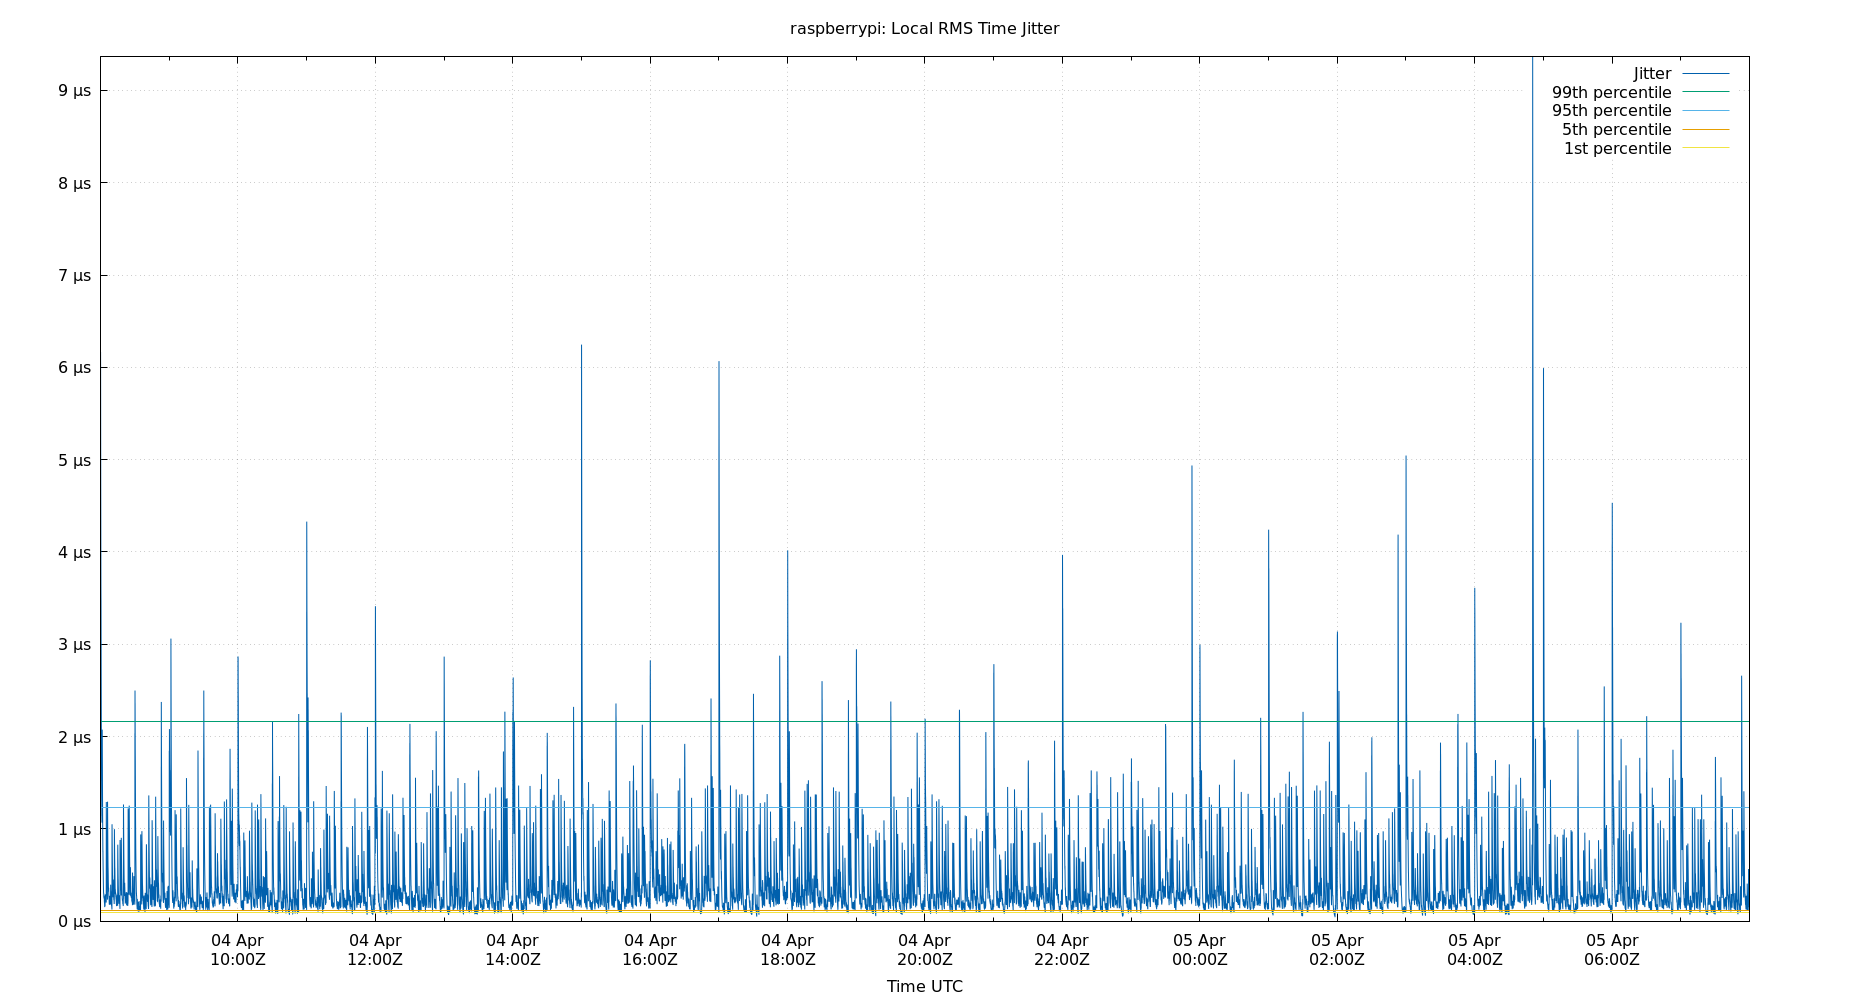 raspberrypi: Local RMS Time Jitter
Jitter
99th percentile
95th percentile
5th percentile
1st percentile
9 µs
8 µs
7 µs
6 µs
5 µs
4 µs
3 µs
2 µs
1 µs
0 µs
04 Apr 04 Apr 04 Apr 04 Apr 04 Apr 04 Apr 04 Apr 05 Apr 05 Apr 05 Apr 05 Apr
10:00Z 12:00Z 14:00Z 16:00Z 18:00Z 20:00Z 22:00Z 00:00Z 02:00Z 04:00Z 06:00Z
Time UTC